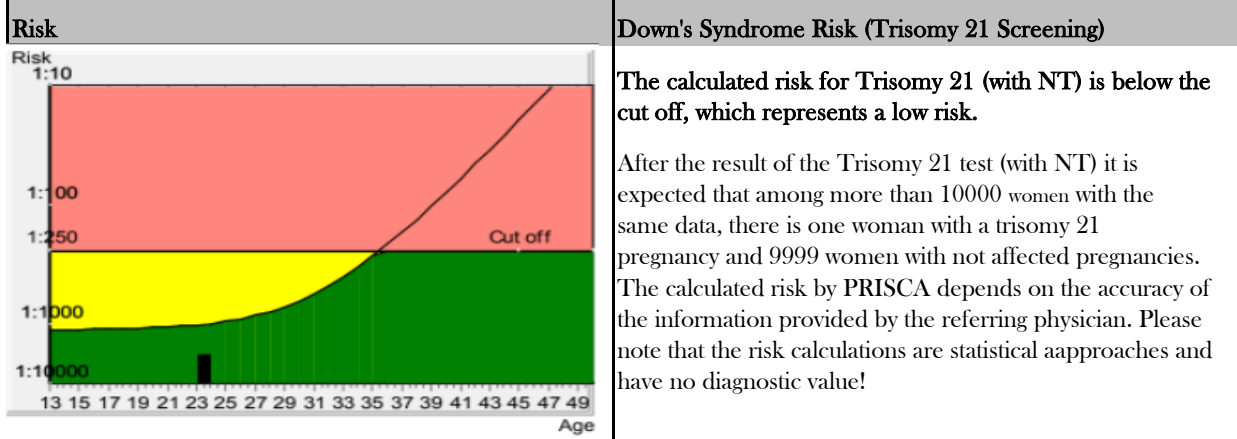 Risk
Risk
1:10
1:100
1:250
Cut off
1:1000
1:10000
13 15 17 19 21 23 25 27 29 31 33 35 37 39 41 43 45 47 49
Age
Down's Syndrome Risk (Trisomy 21 Screening)
The calculated risk for Trisomy 21 (with NT) is below the
cut off, which represents a low risk.
After the result of the Trisomy 21 test (with NT) it is
expected that among more than 10000 women with the
same data, there is one woman with a trisomy 21
pregnancy and 9999 women with not affected pregnancies.
The calculated risk by PRISCA depends on the accuracy of
the information provided by the referring physician. Please
note that the risk calculations are statistical aapproaches and
have no diagnostic value!